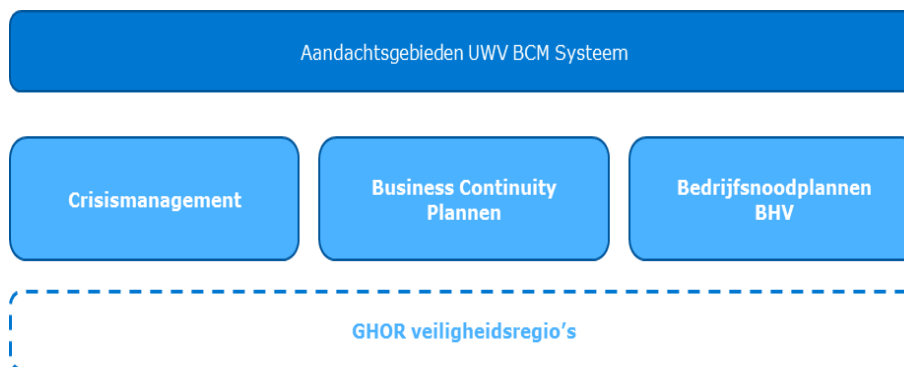 Aandachtsgebieden UWV BCM Systeem
Crisismanagement
Business Continuity
Plannen
Bedrijfsnoodplannen
BHV
GHOR veiligheidsregio's